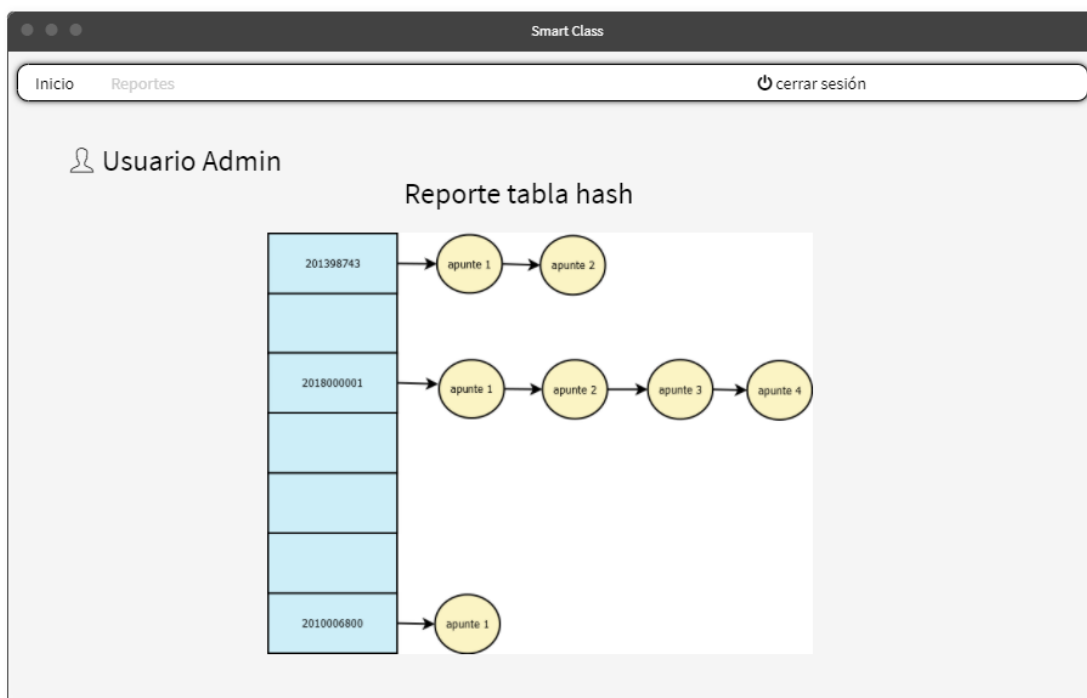 Smart Class
Inicio Reportes cerrar sesión
Usuario Admin
Reporte tabla hash
201398743 apunte 1 apunte 2
2018000001 apunte 1 apunte 2 apunte 3 apunte 4
2010006800 apunte 1